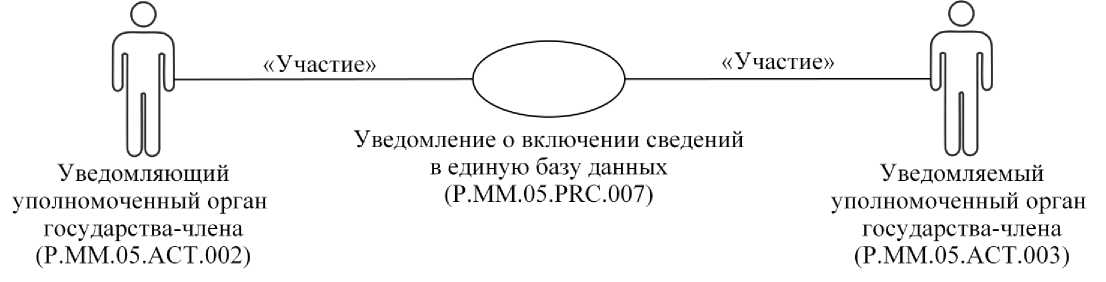 «Участие»
«Участие»
Уведомление о включении сведений
в единую базу данных
(P.MM.05.PRC.007)
Уведомляющий
уполномоченный орган
государства-члена
(P.MM.05.ACT.002)
Уведомляемый
уполномоченный орган
государства-члена
(P.MM.05.ACT.003)